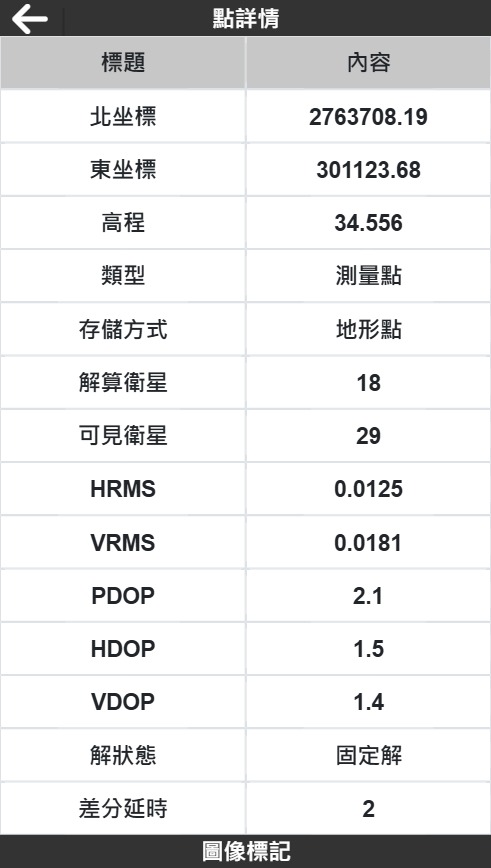 點詳情
標題 內容
北坐標 2763708.19
東坐標 301123.68
高程 34.556
類型 測量點
存儲方式 地形點
解算衛星 18
可見衛星 29
HRMS 0.0125
VRMS 0.0181
PDOP 2.1
HDOP 1.5
VDOP 1.4
解狀態 固定解
差分延時 2
圖像標記